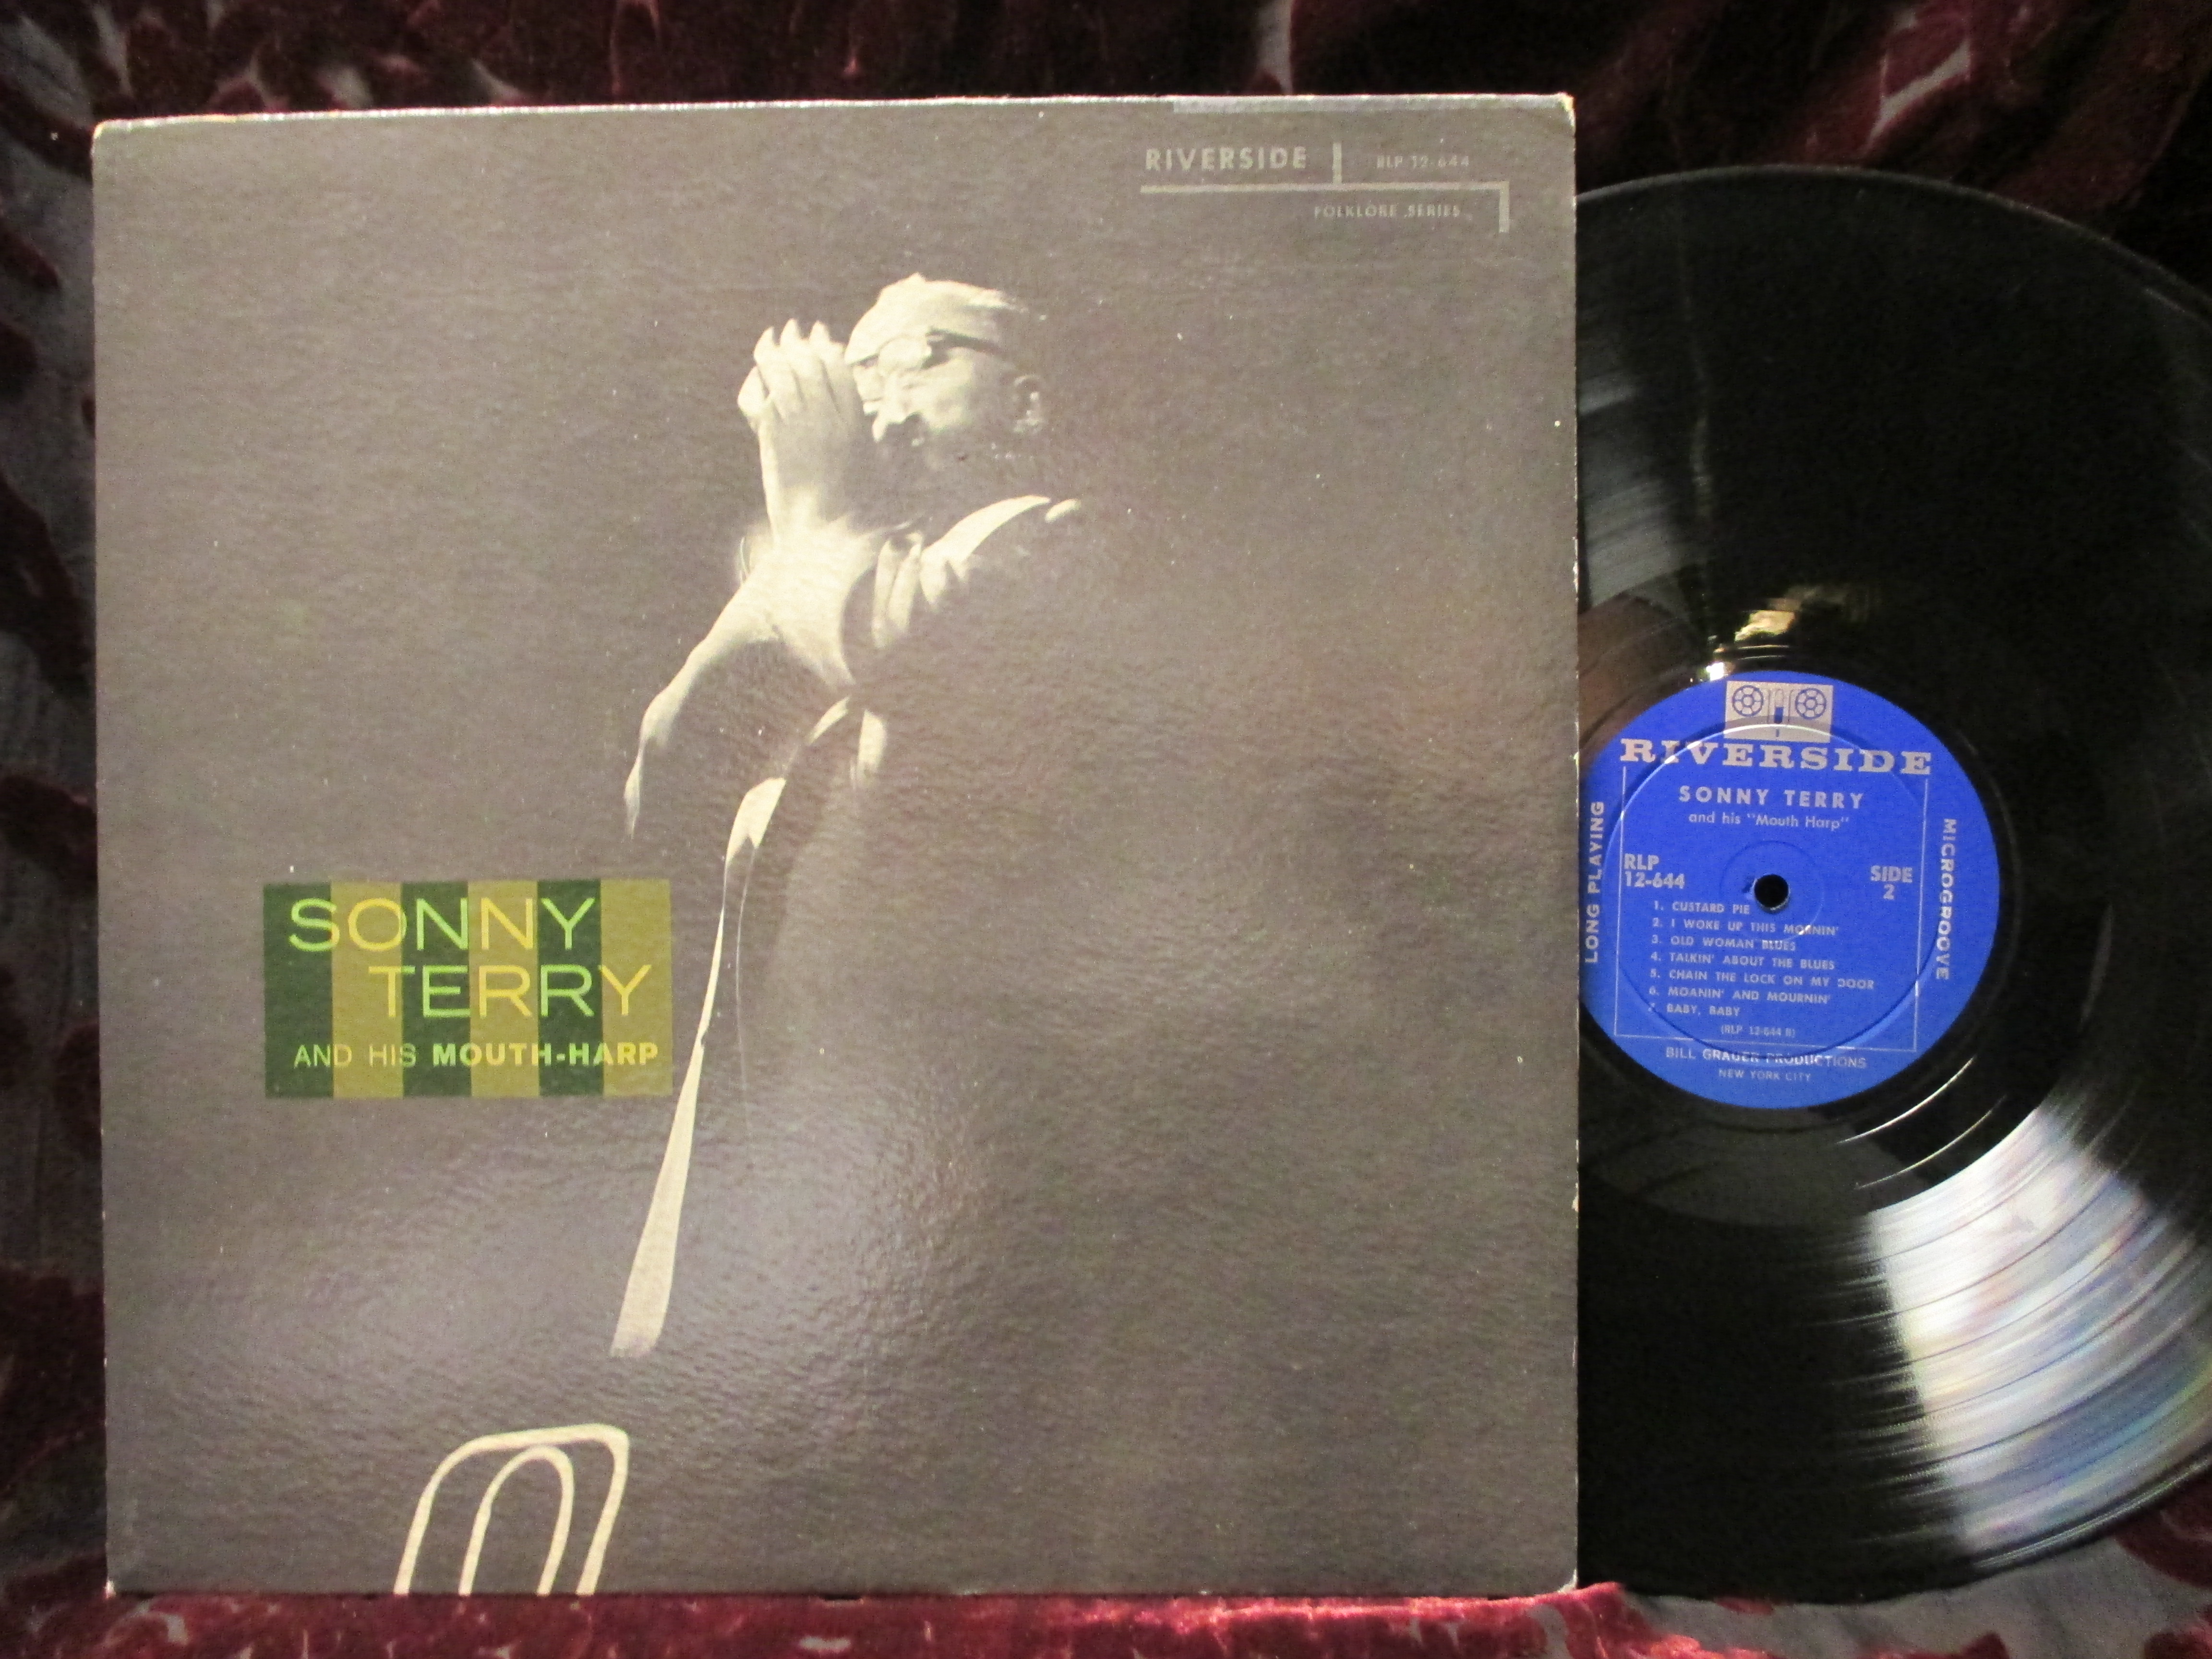 RIVERSIDE RLP 12-644
FOLKLORE SERIES
SONNY
TERRY
AND HIS MOUTH-HARP
RIVERSIDE
SONNY TERRY
and his "Mouth Harp"
LONG PLAYING
MICROGROOVE
RLP
12-644
SIDE
2
1. CUSTARD PIE
2. I WOKE UP THIS MORNIN'
3. OLD WOMAN BLUES
4. TALKIN' ABOUT THE BLUES
5. CHAIN THE LOCK ON MY DOOR
6. MOANIN' AND MOURNIN'
7. BABY, BABY
(RLP 12-644 B)
BILL GRAUER PRODUCTIONS
NEW YORK CITY